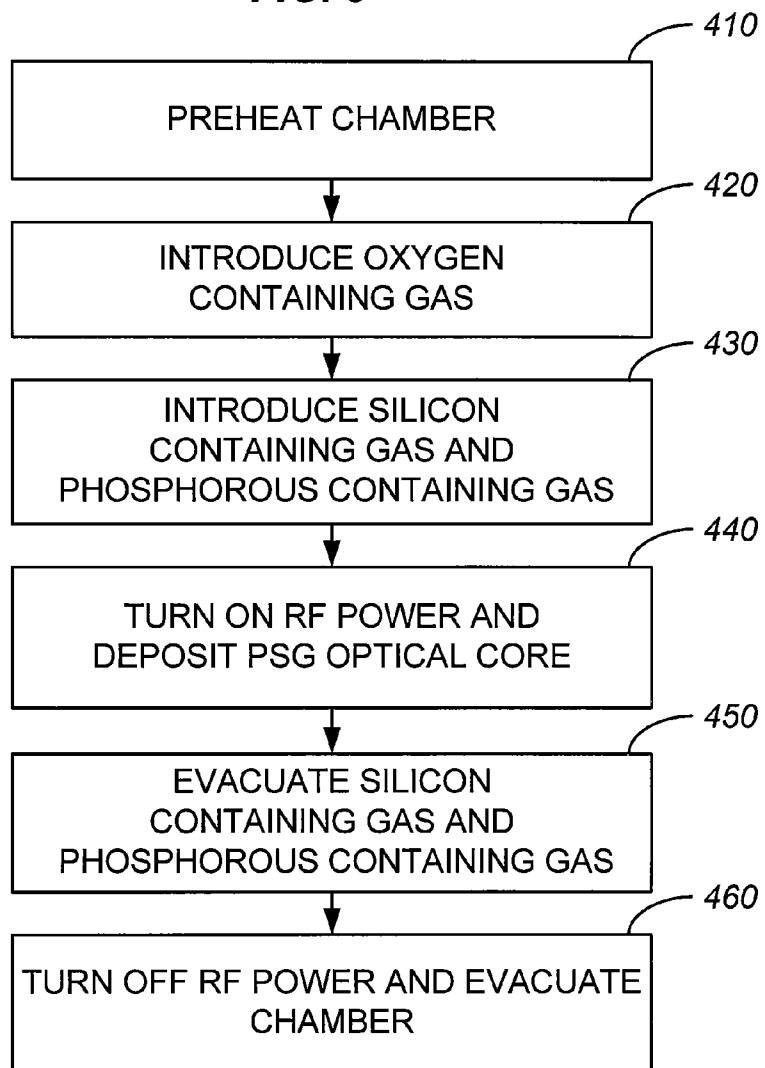 410
PREHEAT CHAMBER
420
INTRODUCE OXYGEN
CONTAINING GAS
430
INTRODUCE SILICON
CONTAINING GAS AND
PHOSPHOROUS CONTAINING GAS
440
TURN ON RF POWER AND
DEPOSIT PSG OPTICAL CORE
450
EVACUATE SILICON
CONTAINING GAS AND
PHOSPHOROUS CONTAINING GAS
460
TURN OFF RF POWER AND EVACUATE
CHAMBER